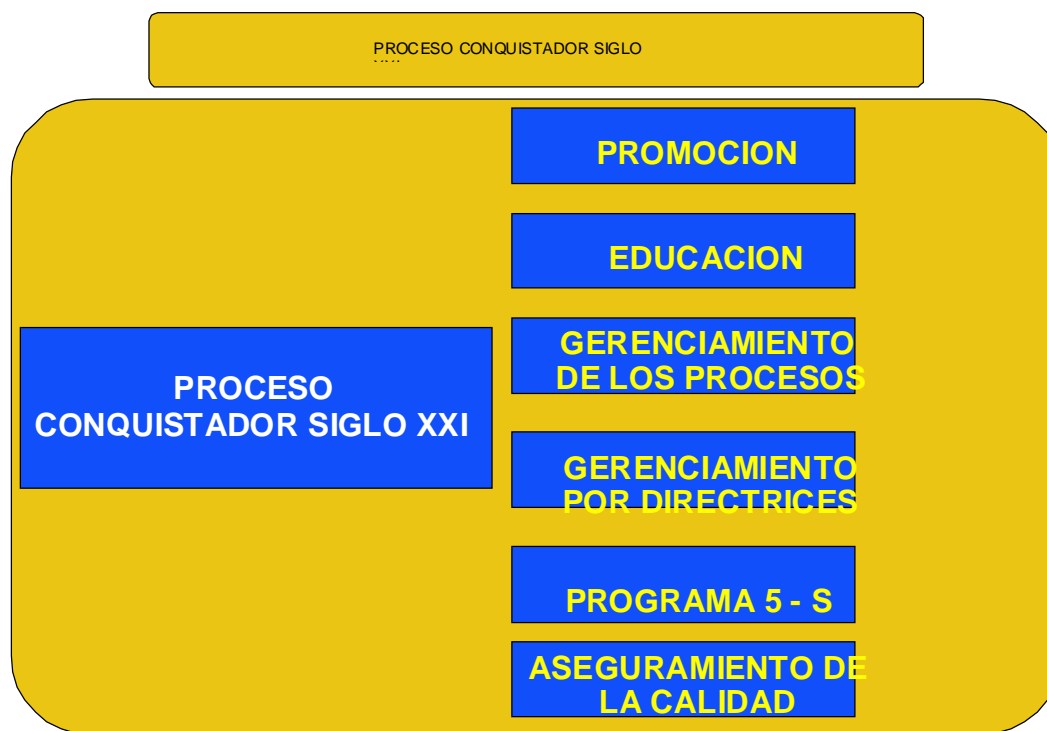 PROCESO CONQUISTADOR SIGLO
PROMOCION
EDUCACION
GERENCIAMIENTO
DE LOS PROCESOS
PROCESO
CONQUISTADOR SIGLO XXI
GERENCIAMIENTO
POR DIRECTRICES
PROGRAMA 5 - S
ASEGURAMIENTO DE
LA CALIDAD